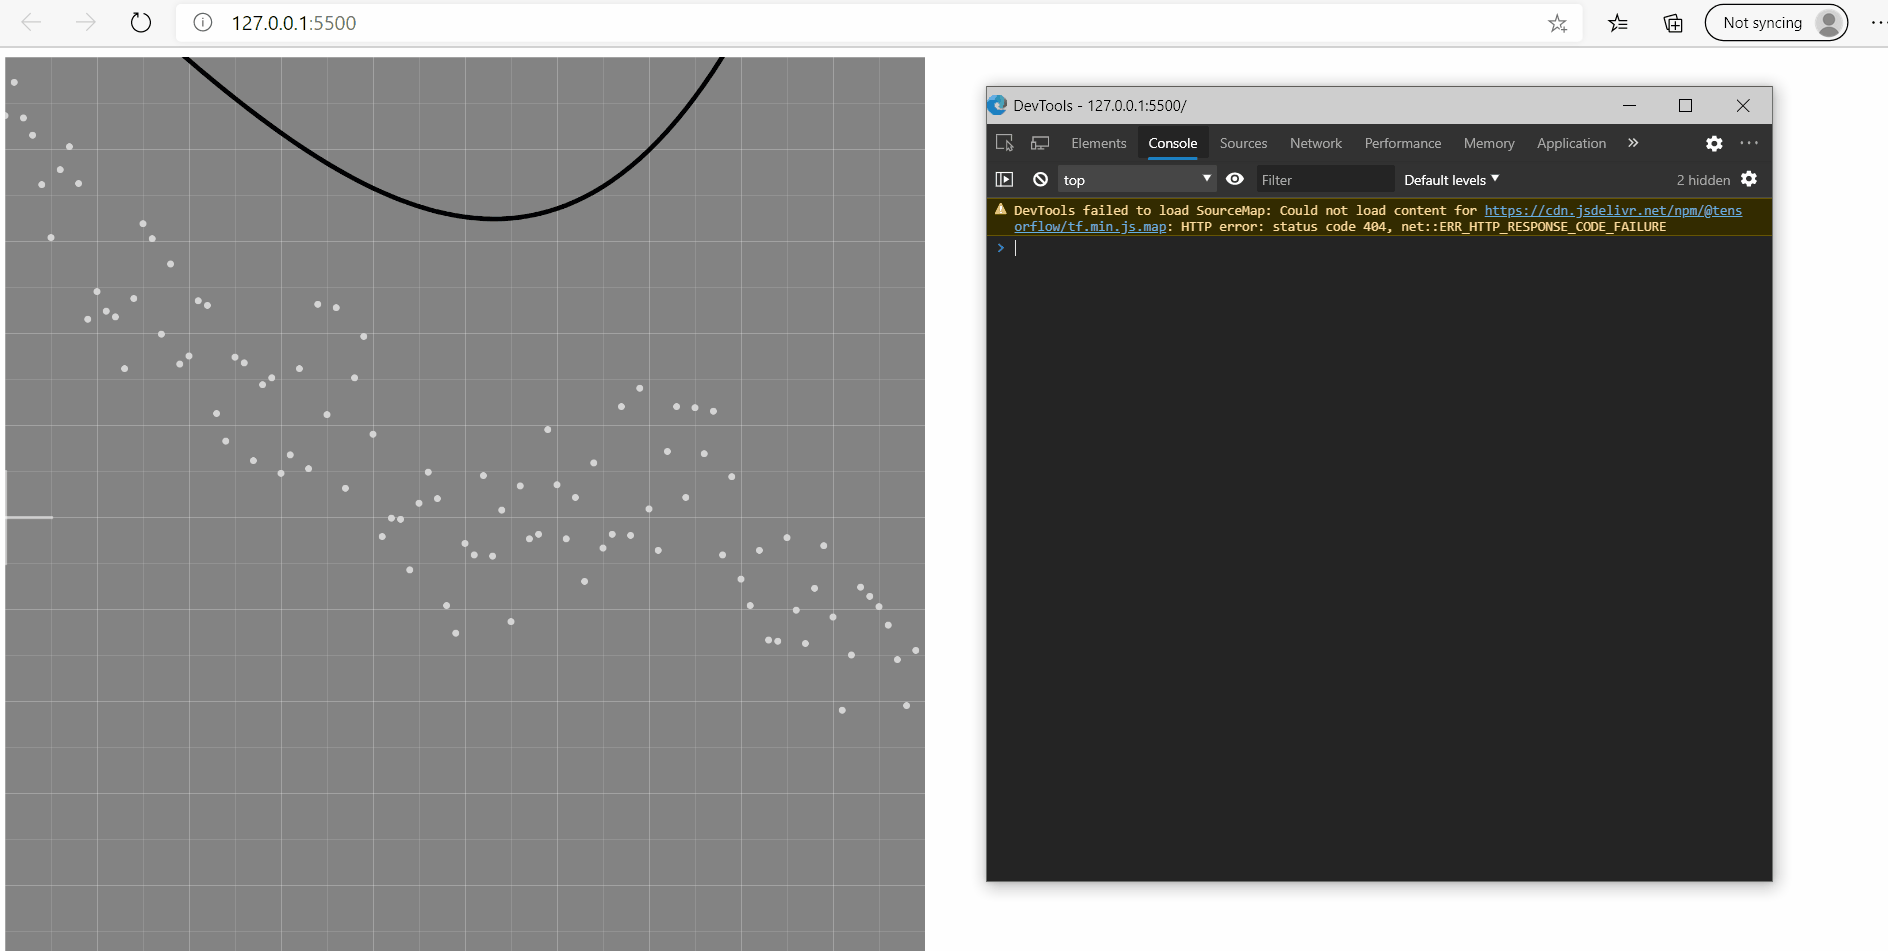 127.0.0.1:5500
Not syncing
DevTools - 127.0.0.1:5500/
Elements Console Sources Network Performance Memory Application
top Filter Default levels 2 hidden
DevTools failed to load SourceMap: Could not load content for https://cdn.jsdelivr.net/npm/@tens
orflow/tf.min.js.map: HTTP error: status code 404, net::ERR_HTTP_RESPONSE_CODE_FAILURE